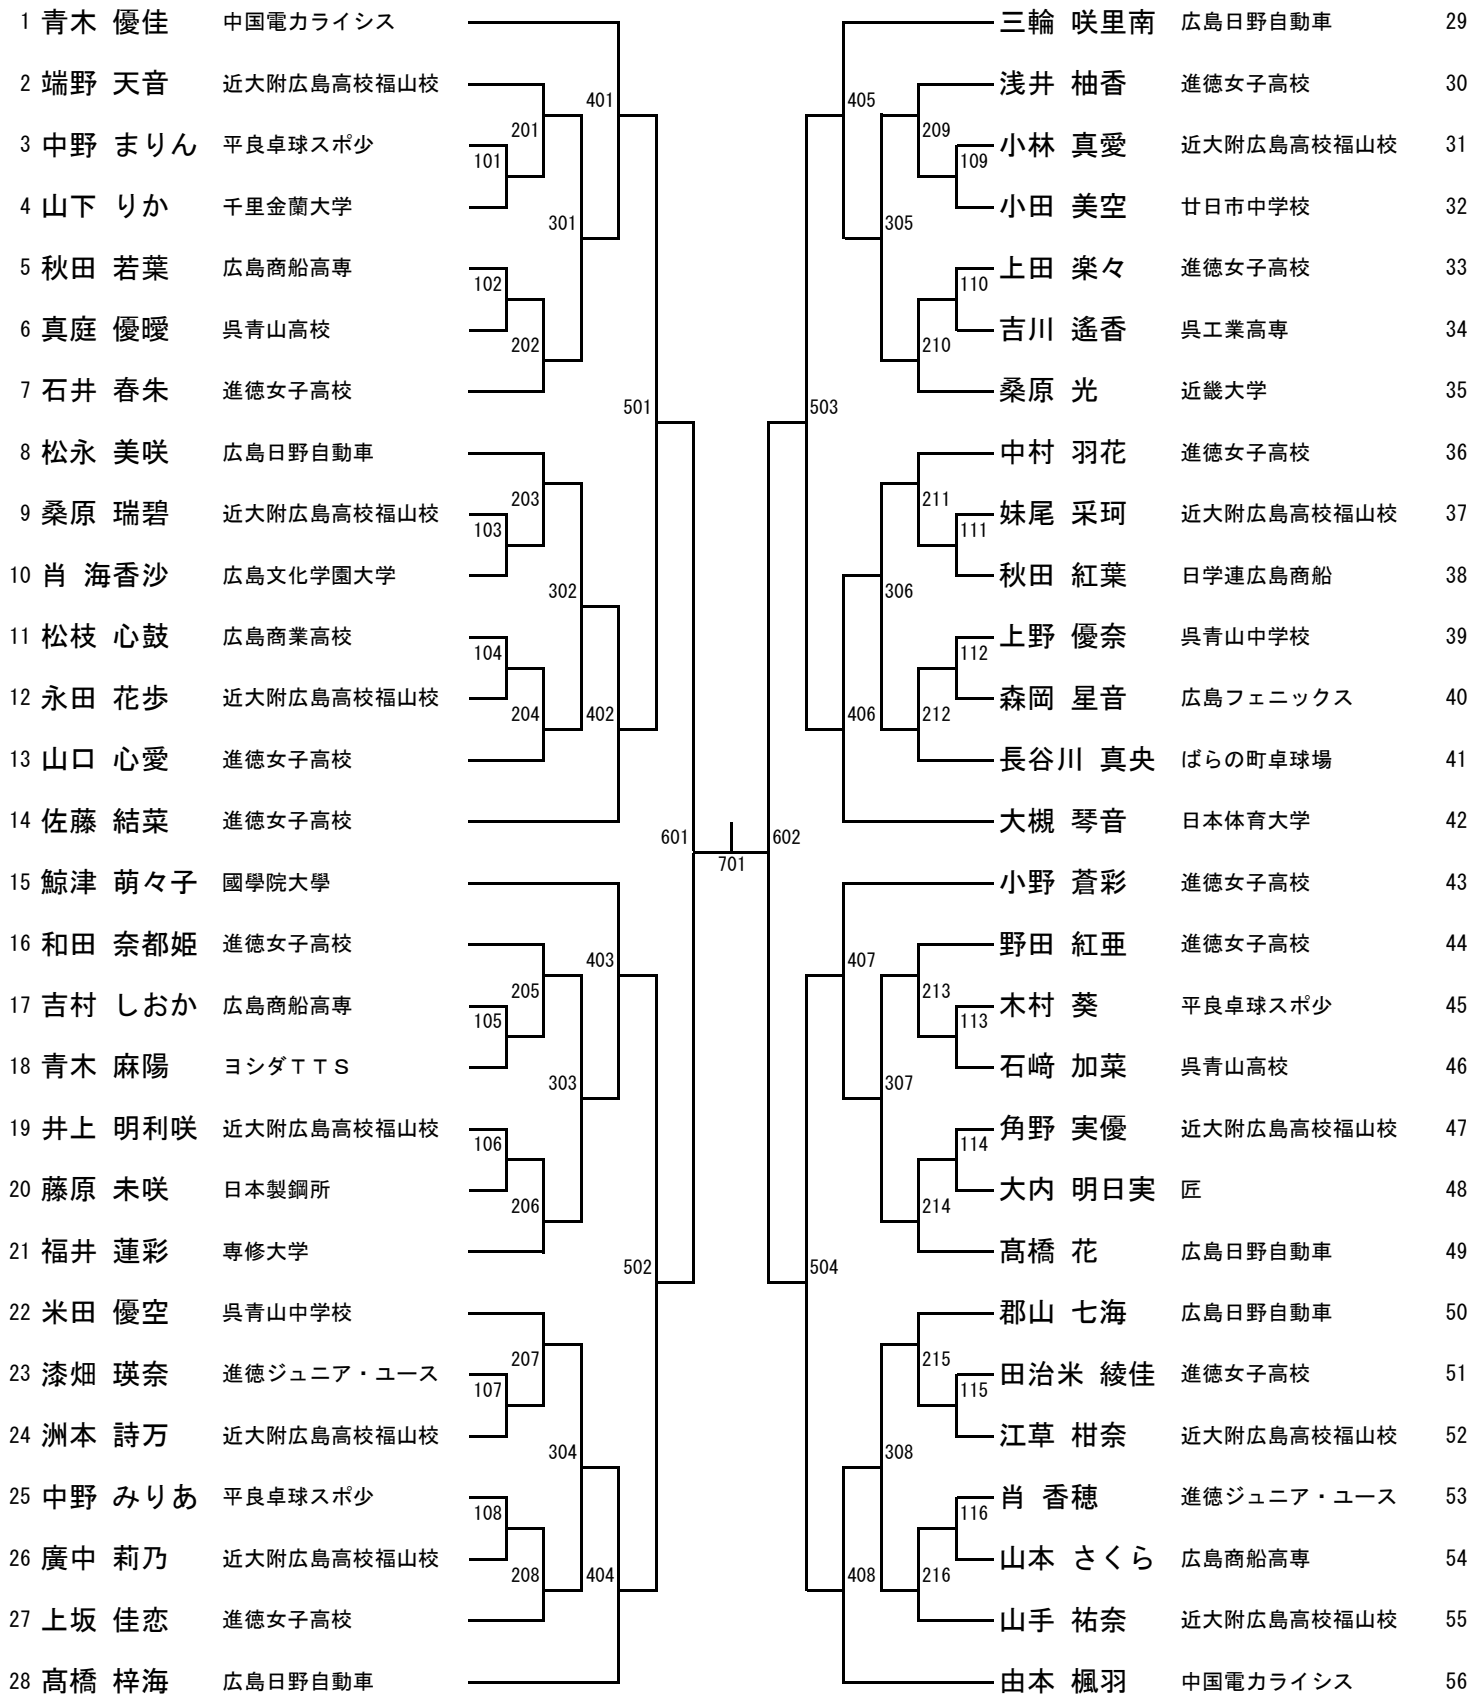 1 青木 優佳 中国電力ライシス 三輪 咲里南 広島日野自動車 29
2 端野 天音 近大附広島高校福山校 浅井 柚香 進徳女子高校 30
401 405
201 209
3 中野 まりん 平良卓球スポ少 小林 真愛 近大附広島高校福山校 31
101 109
4 山下 りか 千里金蘭大学 小田 美空 廿日市中学校 32
301 305
5 秋田 若葉 広島商船高専 上田 楽々 進徳女子高校 33
102 110
6 真庭 優曖 呉青山高校 吉川 遙香 呉工業高専 34
202 210
7 石井 春朱 進徳女子高校 桑原 光 近畿大学 35
501 503
8 松永 美咲 広島日野自動車 中村 羽花 進徳女子高校 36
203 211
9 桑原 瑞碧 近大附広島高校福山校 妹尾 采珂 近大附広島高校福山校 37
103 111
10 肖 海香沙 広島文化学園大学 秋田 紅葉 日学連広島商船 38
302 306
11 松枝 心鼓 広島商業高校 上野 優奈 呉青山中学校 39
104 112
12 永田 花歩 近大附広島高校福山校 森岡 星音 広島フェニックス 40
204 402 406 212
13 山口 心愛 進徳女子高校 長谷川 真央 ばらの町卓球場 41
14 佐藤 結菜 進徳女子高校 大槻 琴音 日本体育大学 42
601 602
701
15 鯨津 萌々子 國學院大學 小野 蒼彩 進徳女子高校 43
16 和田 奈都姫 進徳女子高校 野田 紅亜 進徳女子高校 44
403 407
205 213
17 吉村 しおか 広島商船高専 木村 葵 平良卓球スポ少 45
105 113
18 青木 麻陽 ヨシダTTS 石﨑 加菜 呉青山高校 46
303 307
19 井上 明利咲 近大附広島高校福山校 角野 実優 近大附広島高校福山校 47
106 114
20 藤原 未咲 日本製鋼所 大内 明日実 匠 48
206 214
21 福井 蓮彩 専修大学 髙橋 花 広島日野自動車 49
502 504
22 米田 優空 呉青山中学校 郡山 七海 広島日野自動車 50
207 215
23 漆畑 瑛奈 進徳ジュニア・ユース 田治米 綾佳 進徳女子高校 51
107 115
24 洲本 詩万 近大附広島高校福山校 江草 柑奈 近大附広島高校福山校 52
304 308
25 中野 みりあ 平良卓球スポ少 肖 香穂 進徳ジュニア・ユース 53
108 116
26 廣中 莉乃 近大附広島高校福山校 山本 さくら 広島商船高専 54
208 404 408 216
27 上坂 佳恋 進徳女子高校 山手 祐奈 近大附広島高校福山校 55
28 髙橋 梓海 広島日野自動車 由本 楓羽 中国電力ライシス 56